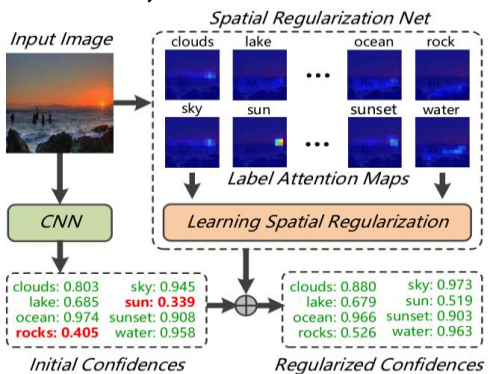 Spatial Regularization Net
Input Image
clouds lake ocean rock
...
sky sun sunset water
...
Label Attention Maps
CNN
Learning Spatial Regularization
clouds: 0.803 sky: 0.945
lake: 0.685 sun: 0.339
ocean: 0.974 sunset: 0.908
rocks: 0.405 water: 0.958
clouds: 0.880 sky: 0.973
lake: 0.679 sun: 0.519
ocean: 0.966 sunset: 0.903
rocks: 0.526 water: 0.963
Initial Confidences
Regularized Confidences